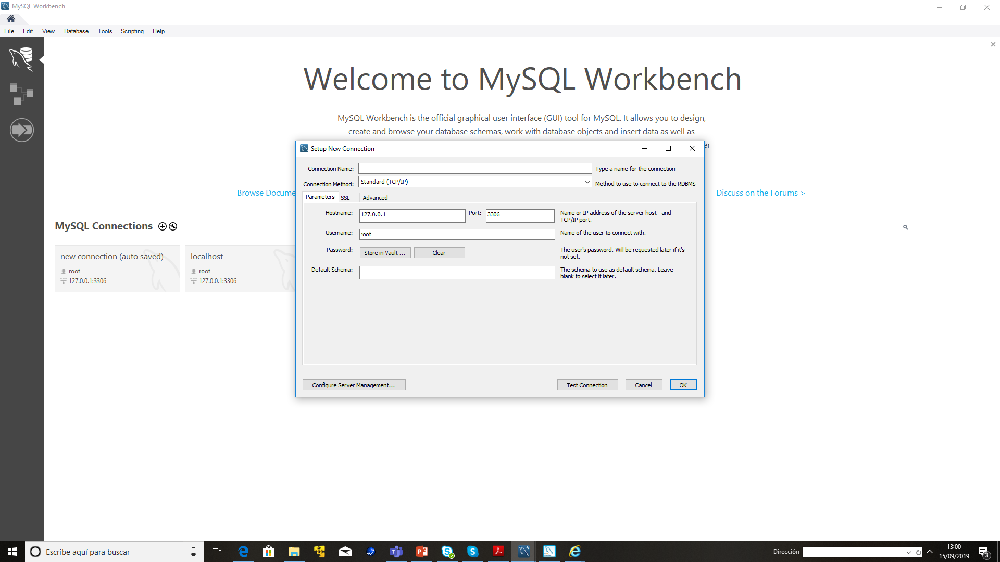 MySQL Workbench
File Edit View Database Tools Scripting Help
Welcome to MySQL Workbench
MySQL Workbench is the official graphical user interface (GUI) tool for MySQL. It allows you to design,
create and browse your database schemas, work with database objects and insert data as well as
er
Browse Docume
Discuss on the Forums >
MySQL Connections
new connection (auto saved)
root
127.0.0.1:3306
localhost
root
127.0.0.1:3306
Setup New Connection
Connection Name: Type a name for the connection
Connection Method: Standard (TCP/IP) Method to use to connect to the RDBMS
Parameters SSL Advanced
Hostname: 127.0.0.1 Port: 3306 Name or IP address of the server host - and
TCP/IP port.
Username: root Name of the user to connect with.
Password: Store in Vault ... Clear The user's password. Will be requested later if it's
not set.
Default Schema: The schema to use as default schema. Leave
blank to select it later.
Configure Server Management... Test Connection Cancel OK
Escribe aquí para buscar
Dirección
13:00
15/09/2019
3